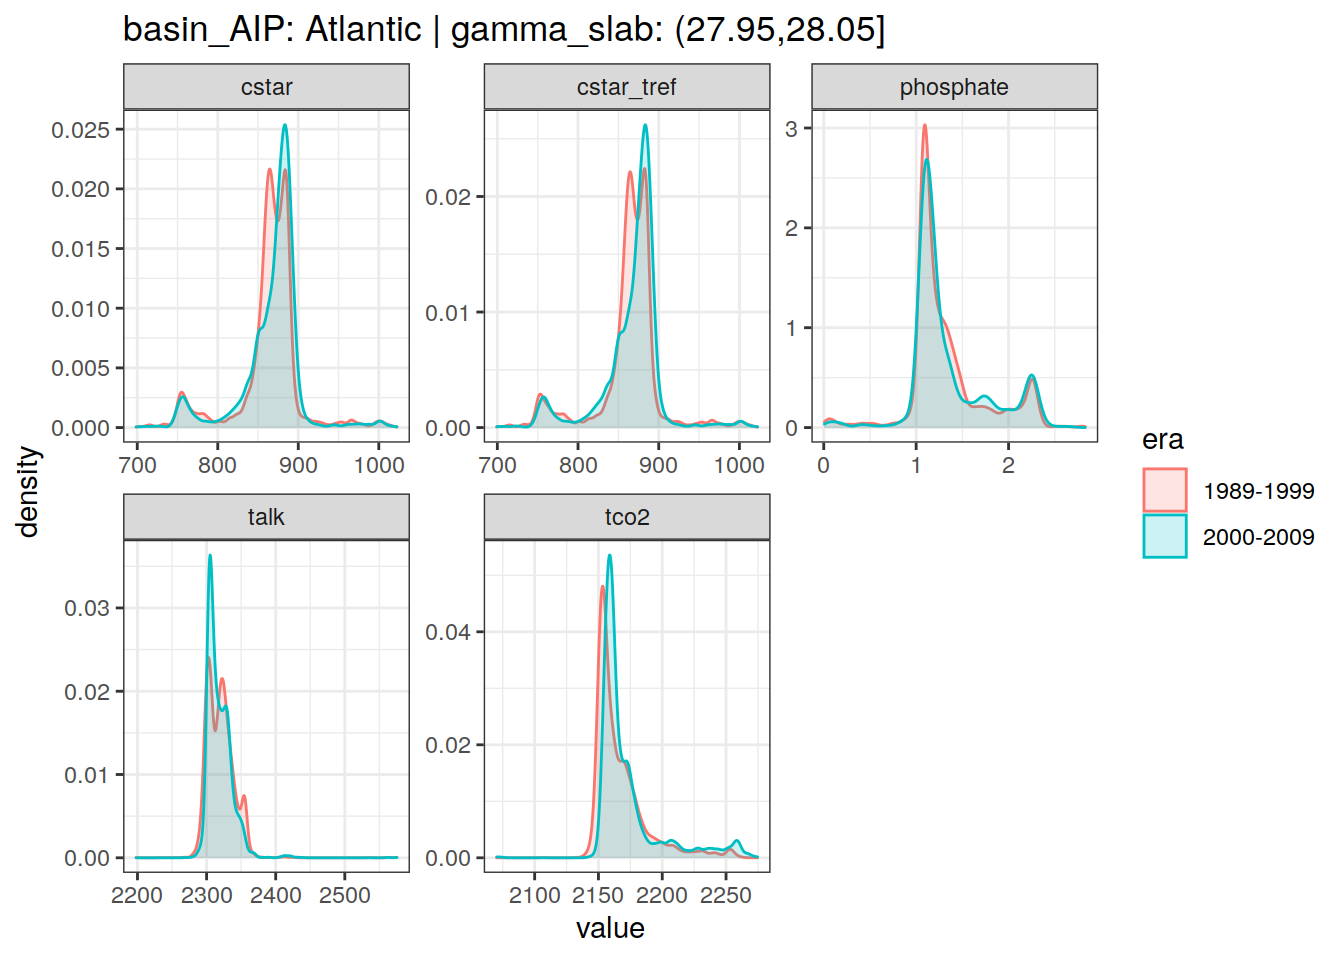 basin_AIP: Atlantic | gamma_slab: (27.95,28.05]
cstar
cstar_tref
phosphate
0.025
0.020
0.015
0.010
0.005
0.000
700 800 900 1000
0.02
0.01
0.00
700 800 900 1000
3
2
1
0
0 1 2
density
talk
tco2
0.03
0.02
0.01
0.00
2200 2300 2400 2500
0.04
0.02
0.00
2100 2150 2200 2250
value
era
1989-1999
2000-2009